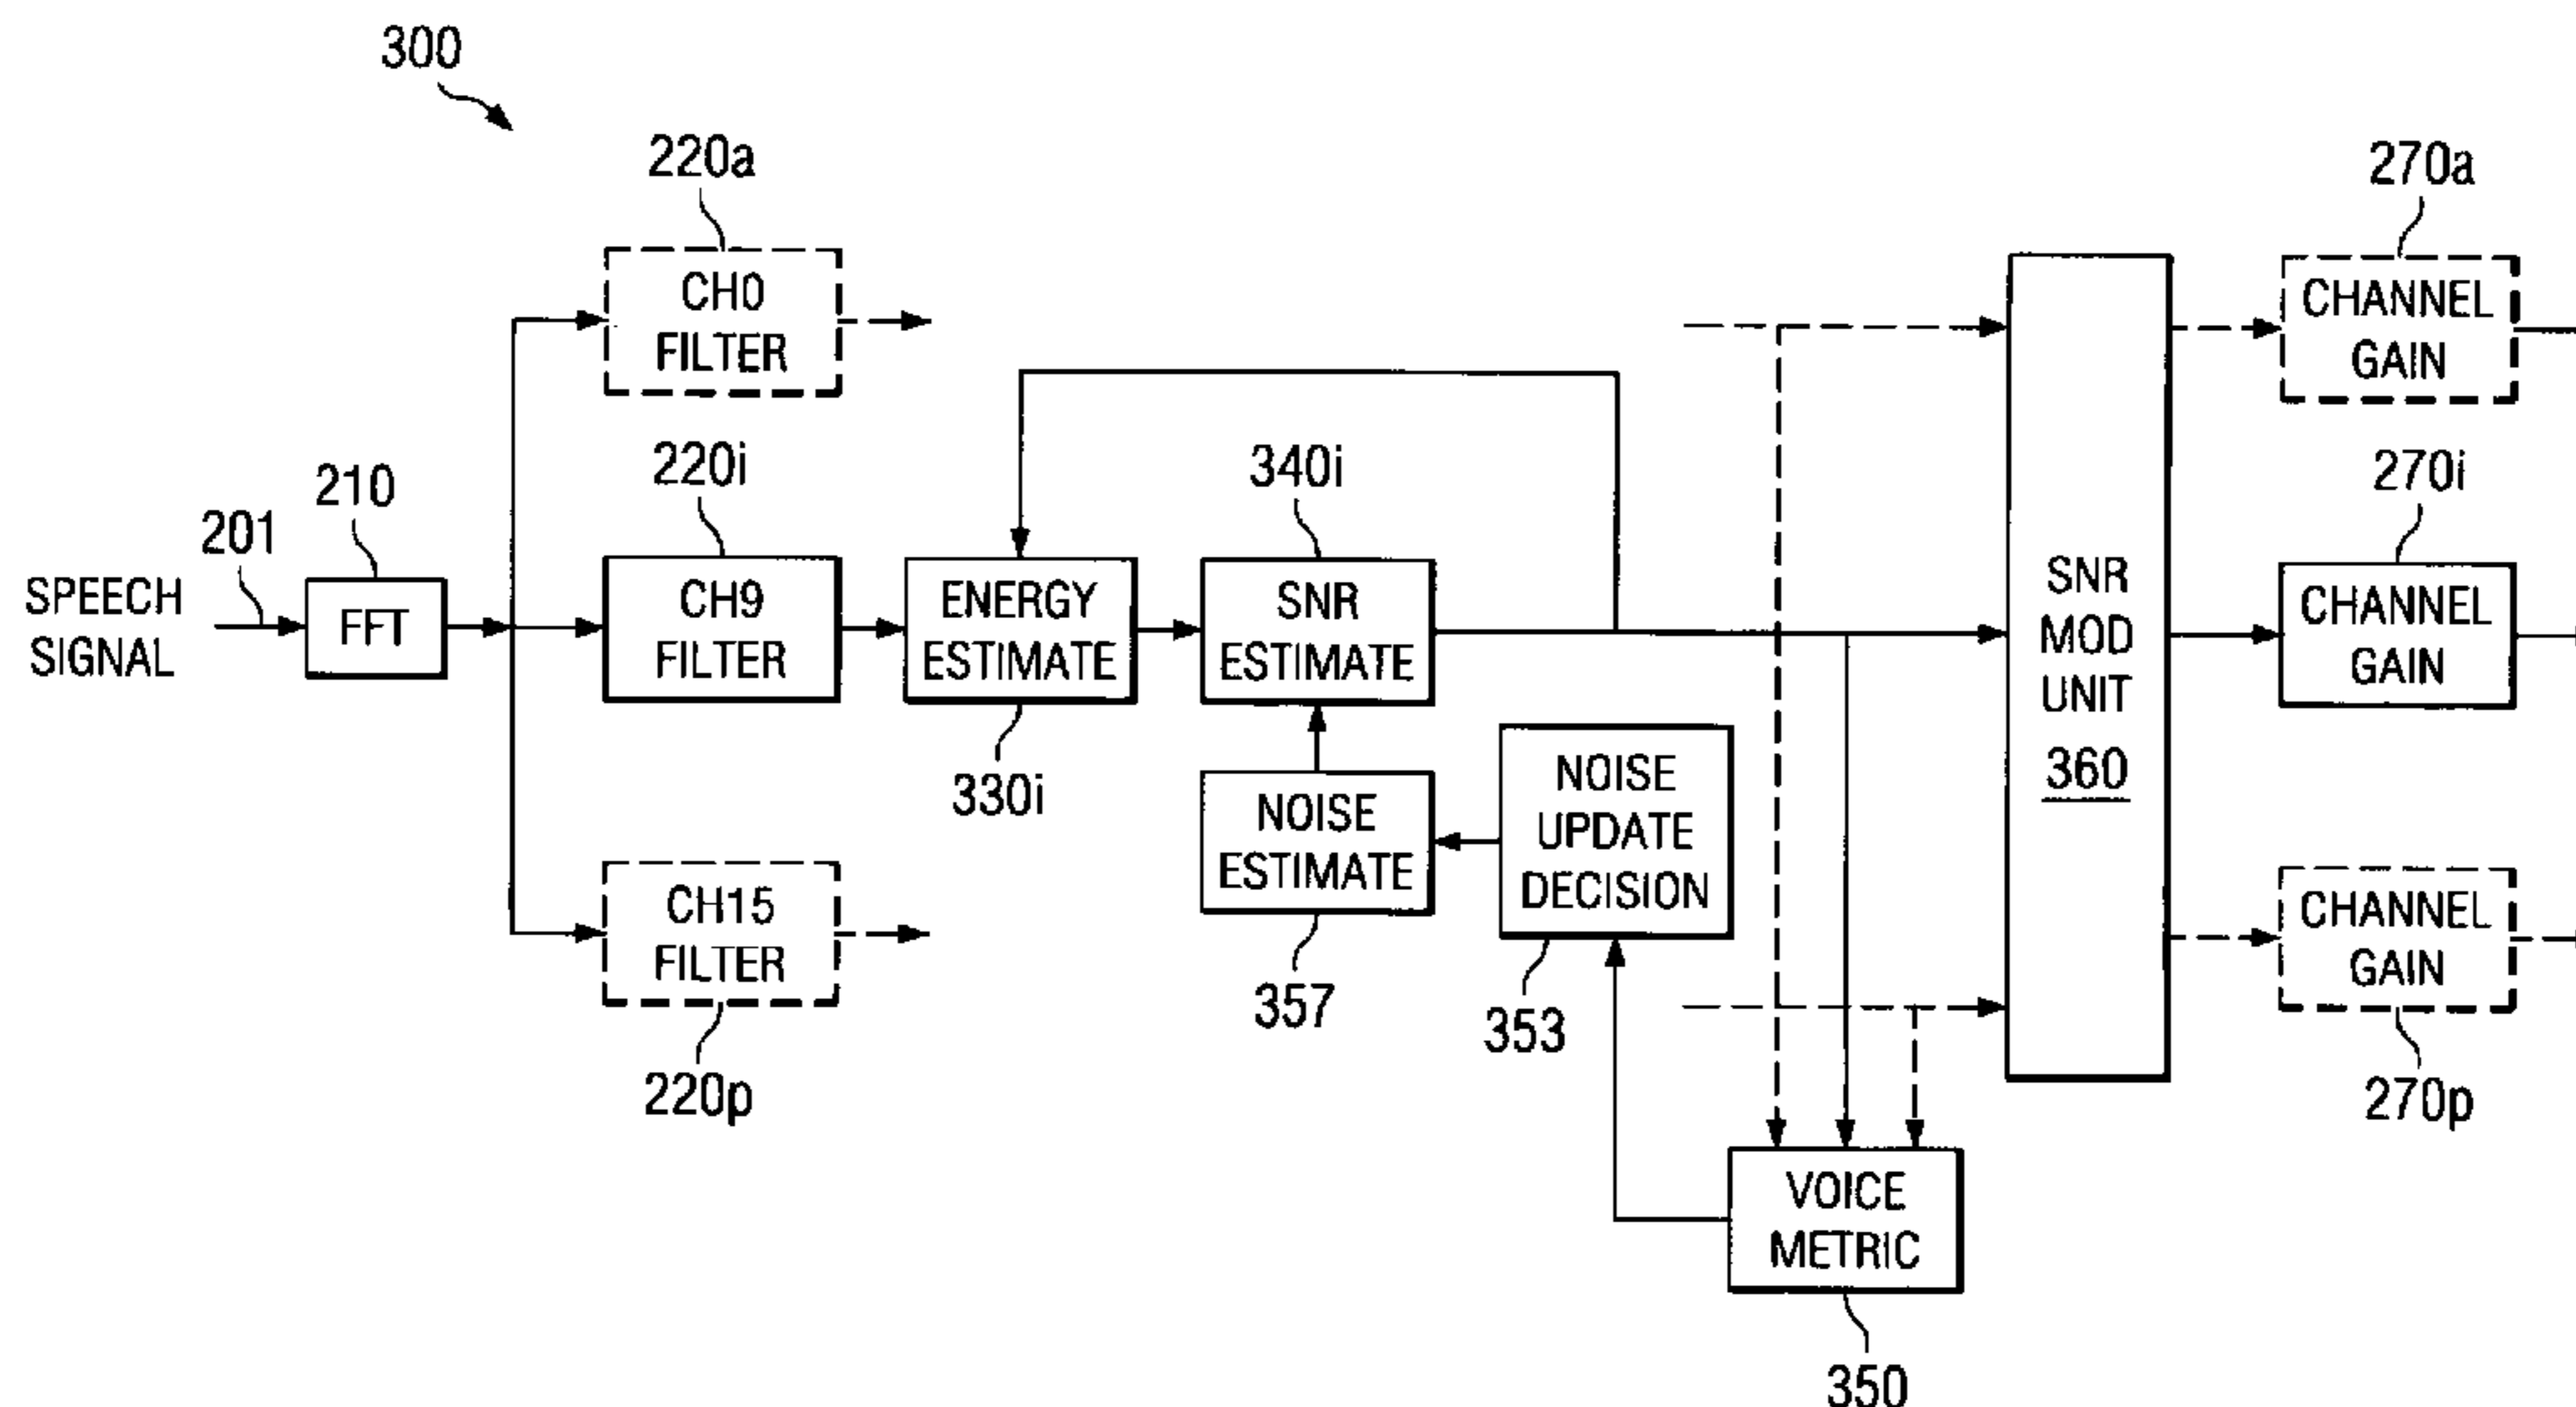 300
220a
CH0
FILTER
270a
CHANNEL
GAIN
201
SPEECH
SIGNAL
210
FFT
220i
CH9
FILTER
ENERGY
ESTIMATE
330i
340i
SNR
ESTIMATE
NOISE
ESTIMATE
357
NOISE
UPDATE
DECISION
353
SNR
MOD
UNIT
360
270i
CHANNEL
GAIN
CH15
FILTER
220p
CHANNEL
GAIN
270p
VOICE
METRIC
350